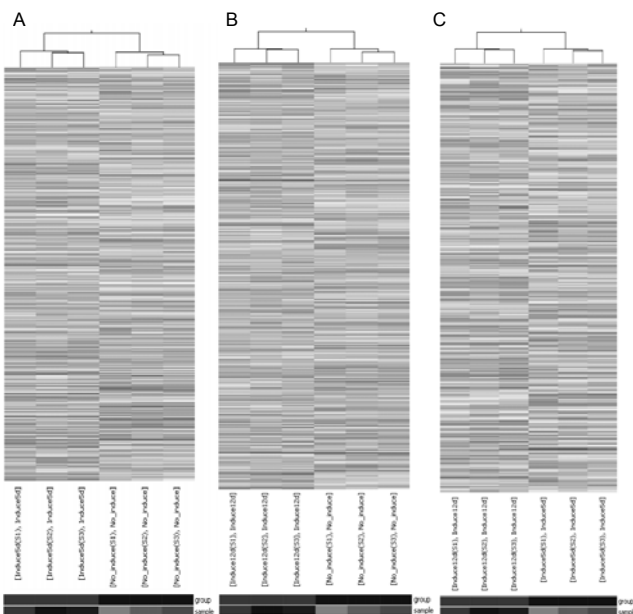 A
B
C
[Induce5d(S1), Induce5d]
[Induce5d(S2), Induce5d]
[Induce5d(S3), Induce5d]
[No_induce(S1), No_induce]
[No_induce(S2), No_induce]
[No_induce(S3), No_induce]
[Induce12d(S1), Induce12d]
[Induce12d(S2), Induce12d]
[Induce12d(S3), Induce12d]
[No_induce(S1), No_induce]
[No_induce(S2), No_induce]
[No_induce(S3), No_induce]
[Induce12d(S1), Induce12d]
[Induce12d(S2), Induce12d]
[Induce12d(S3), Induce12d]
[Induce5d(S1), Induce5d]
[Induce5d(S2), Induce5d]
[Induce5d(S3), Induce5d]
group
sample
group
sample
group
sample